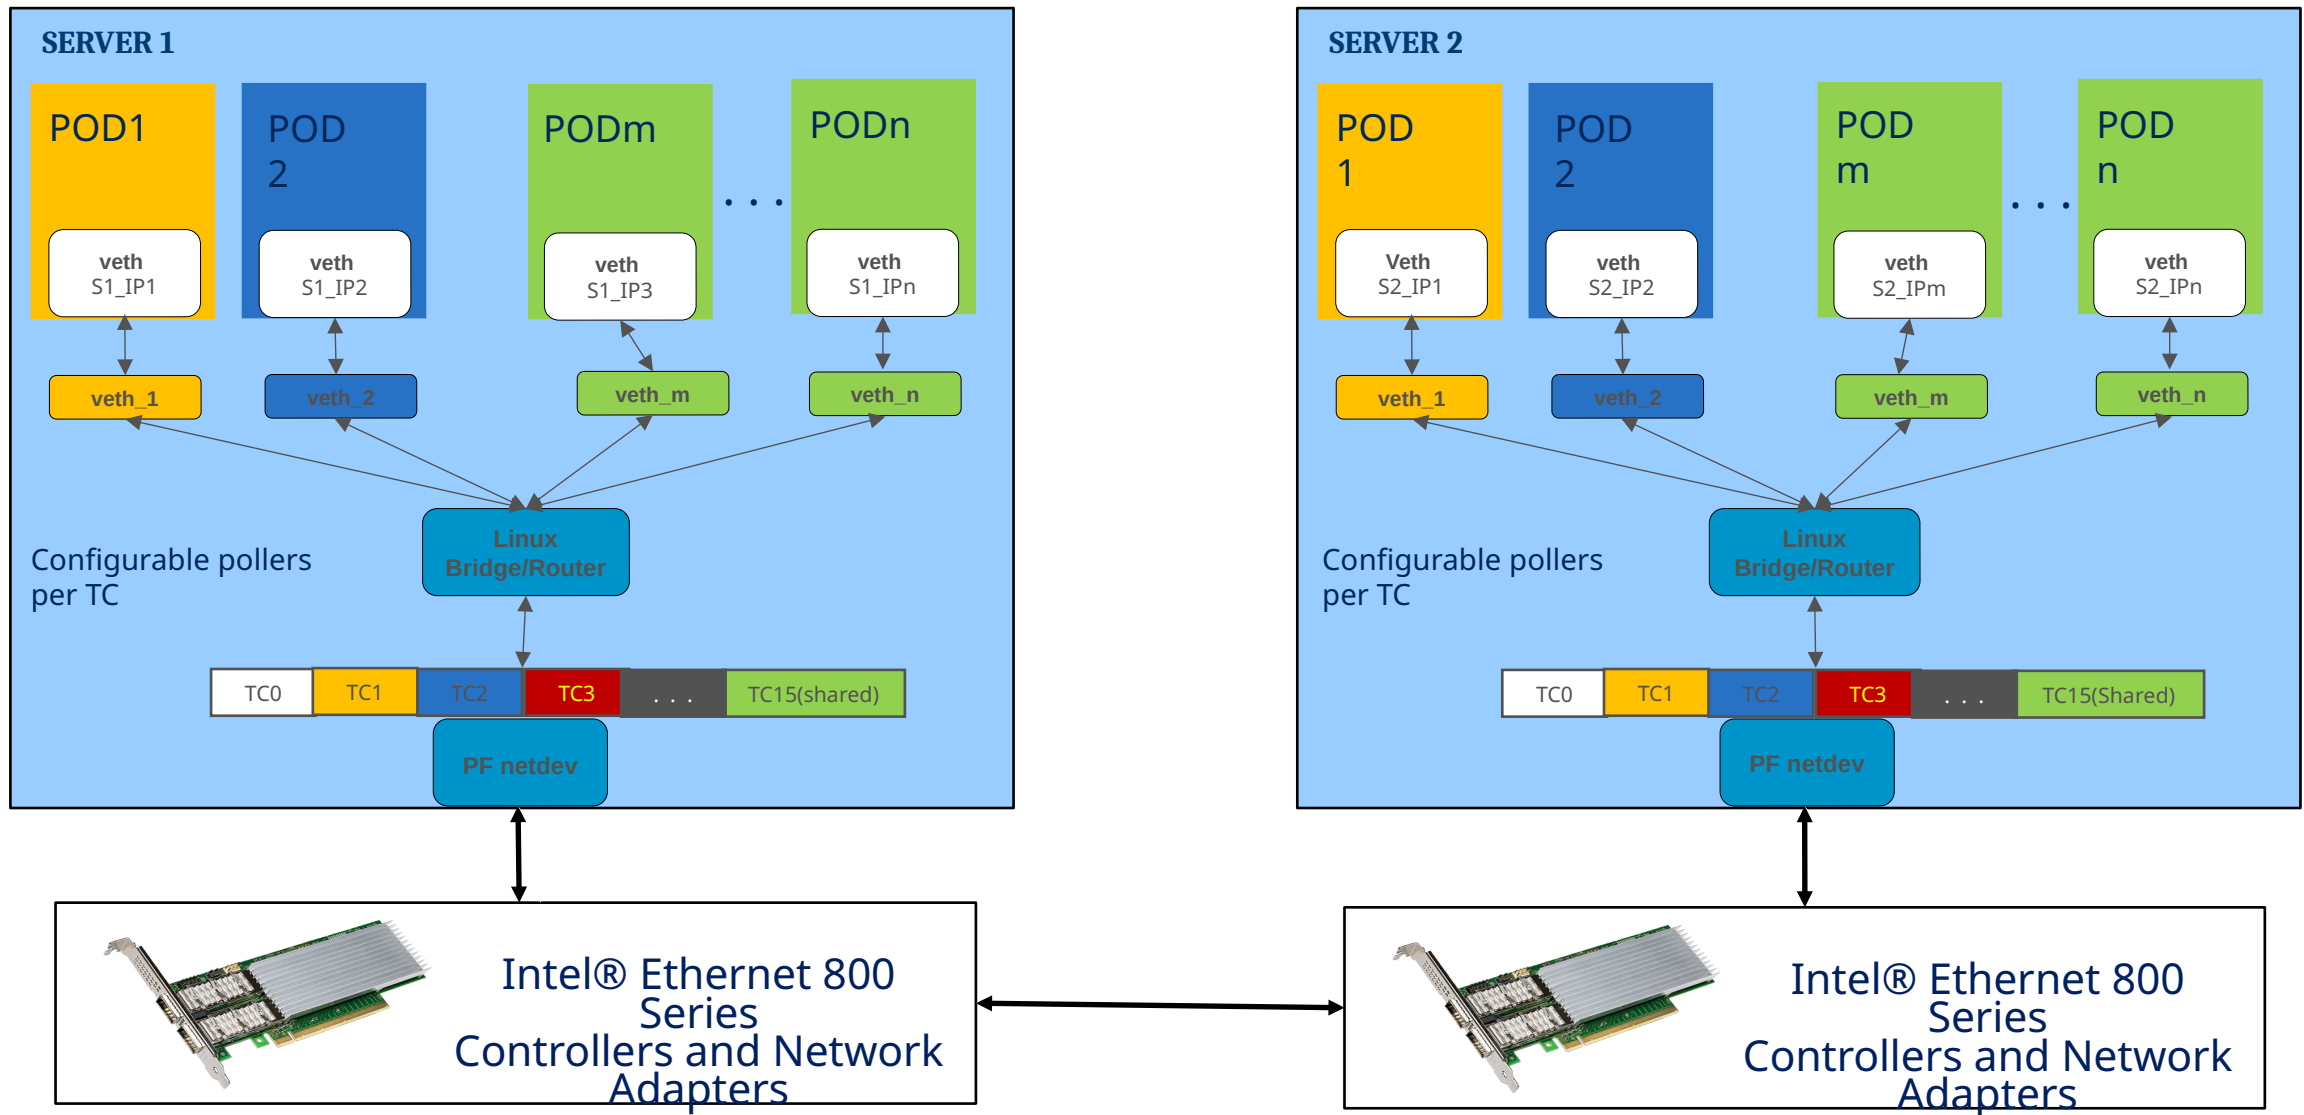 SERVER 1
POD1
POD
2
PODm
PODn
. . .
veth
S1_IP1
veth
S1_IP2
veth
S1_IP3
veth
S1_IPn
veth_1
veth_2
veth_m
veth_n
Linux
Bridge/Router
Configurable pollers
per TC
TC0
TC1
TC2
TC3
. . .
TC15(shared)
PF netdev
Intel® Ethernet 800
Series
Controllers and Network
Adapters
SERVER 2
POD
1
POD
2
POD
m
POD
n
. . .
Veth
S2_IP1
veth
S2_IP2
veth
S2_IPm
veth
S2_IPn
veth_1
veth_2
veth_m
veth_n
Linux
Bridge/Router
Configurable pollers
per TC
TC0
TC1
TC2
TC3
. . .
TC15(Shared)
PF netdev
Intel® Ethernet 800
Series
Controllers and Network
Adapters